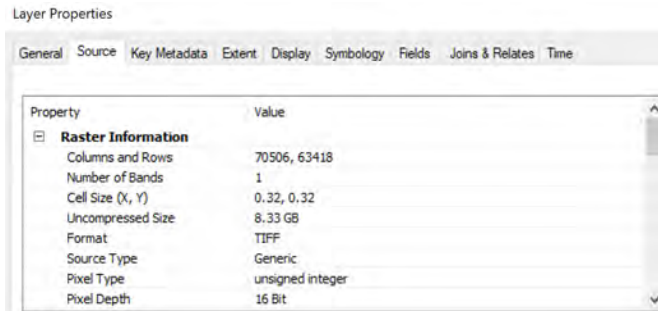 Layer Properties
General Source Key Metadata Extent Display Symbology Fields Joins & Relates Time
Property Value
Raster Information
Columns and Rows 70506, 63418
Number of Bands 1
Cell Size (X, Y) 0.32, 0.32
Uncompressed Size 8.33 GB
Format TIFF
Source Type Generic
Pixel Type unsigned integer
Pixel Depth 16 Bit